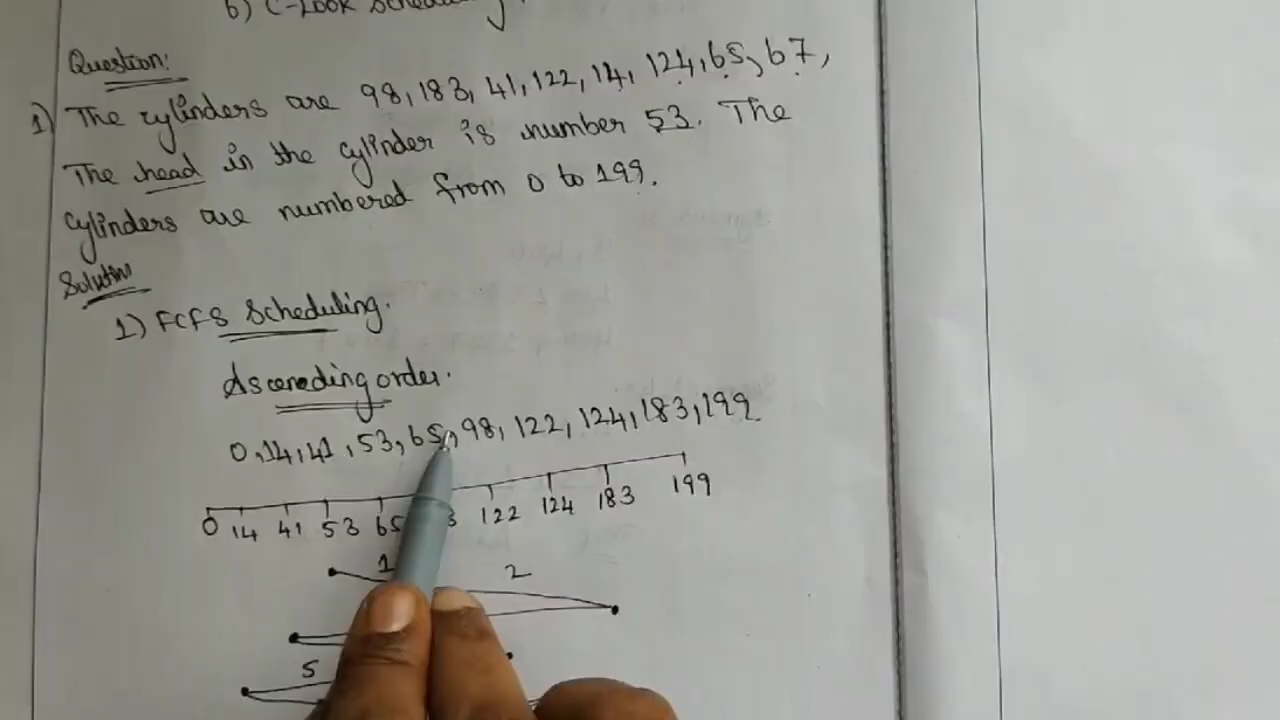 6) C-Look Scheduling.
Question:
1) The cylinders are 98, 183, 41, 122, 14, 124, 65, 67,
The head in the cylinder is number 53. The
cylinders are numbered from 0 to 199.
Solution
1) FCFS Scheduling.
Ascending order.
0, 14, 41, 53, 65, 98, 122, 124, 183, 199
0 14 41 53 65 122 124 183 199
1 2
5